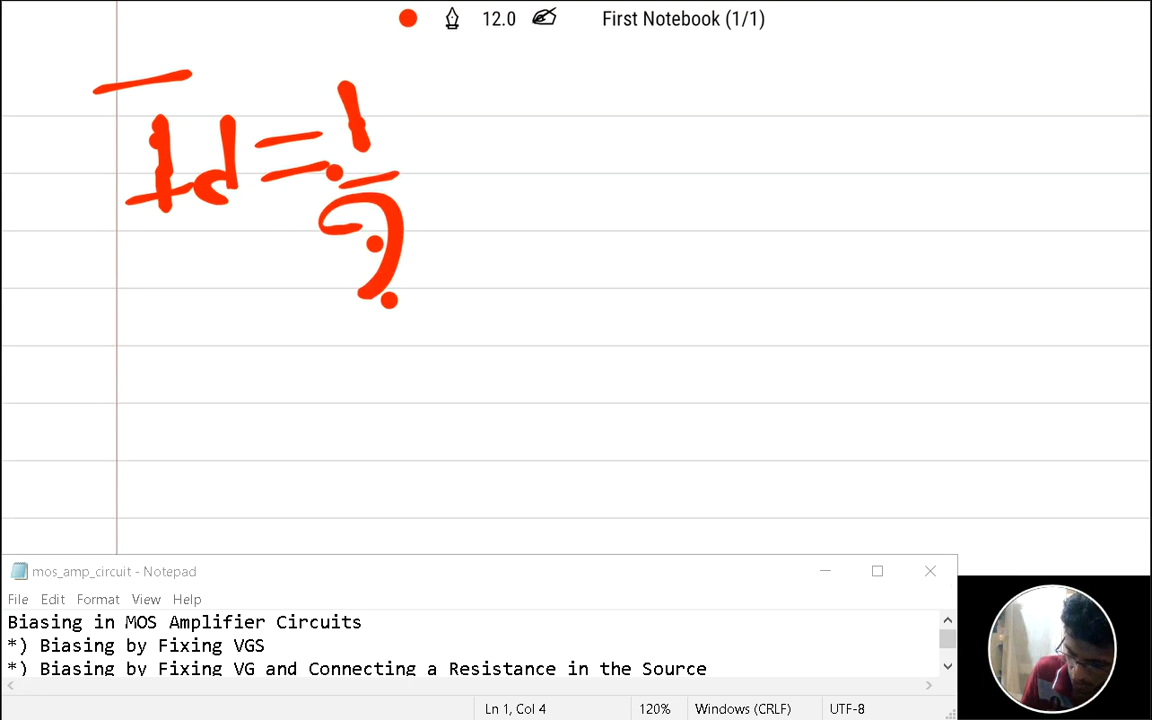 12.0 First Notebook (1/1)
Id = 1
mos_amp_circuit - Notepad
File Edit Format View Help
Biasing in MOS Amplifier Circuits
*) Biasing by Fixing VGS
*) Biasing by Fixing VG and Connecting a Resistance in the Source
Ln 1, Col 4 120% Windows (CRLF) UTF-8